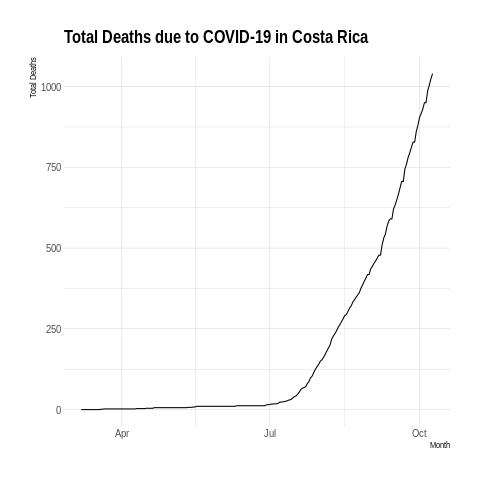 Total Deaths due to COVID-19 in Costa Rica
Total Deaths
1000
750
500
250
0
Apr Jul Oct
Month